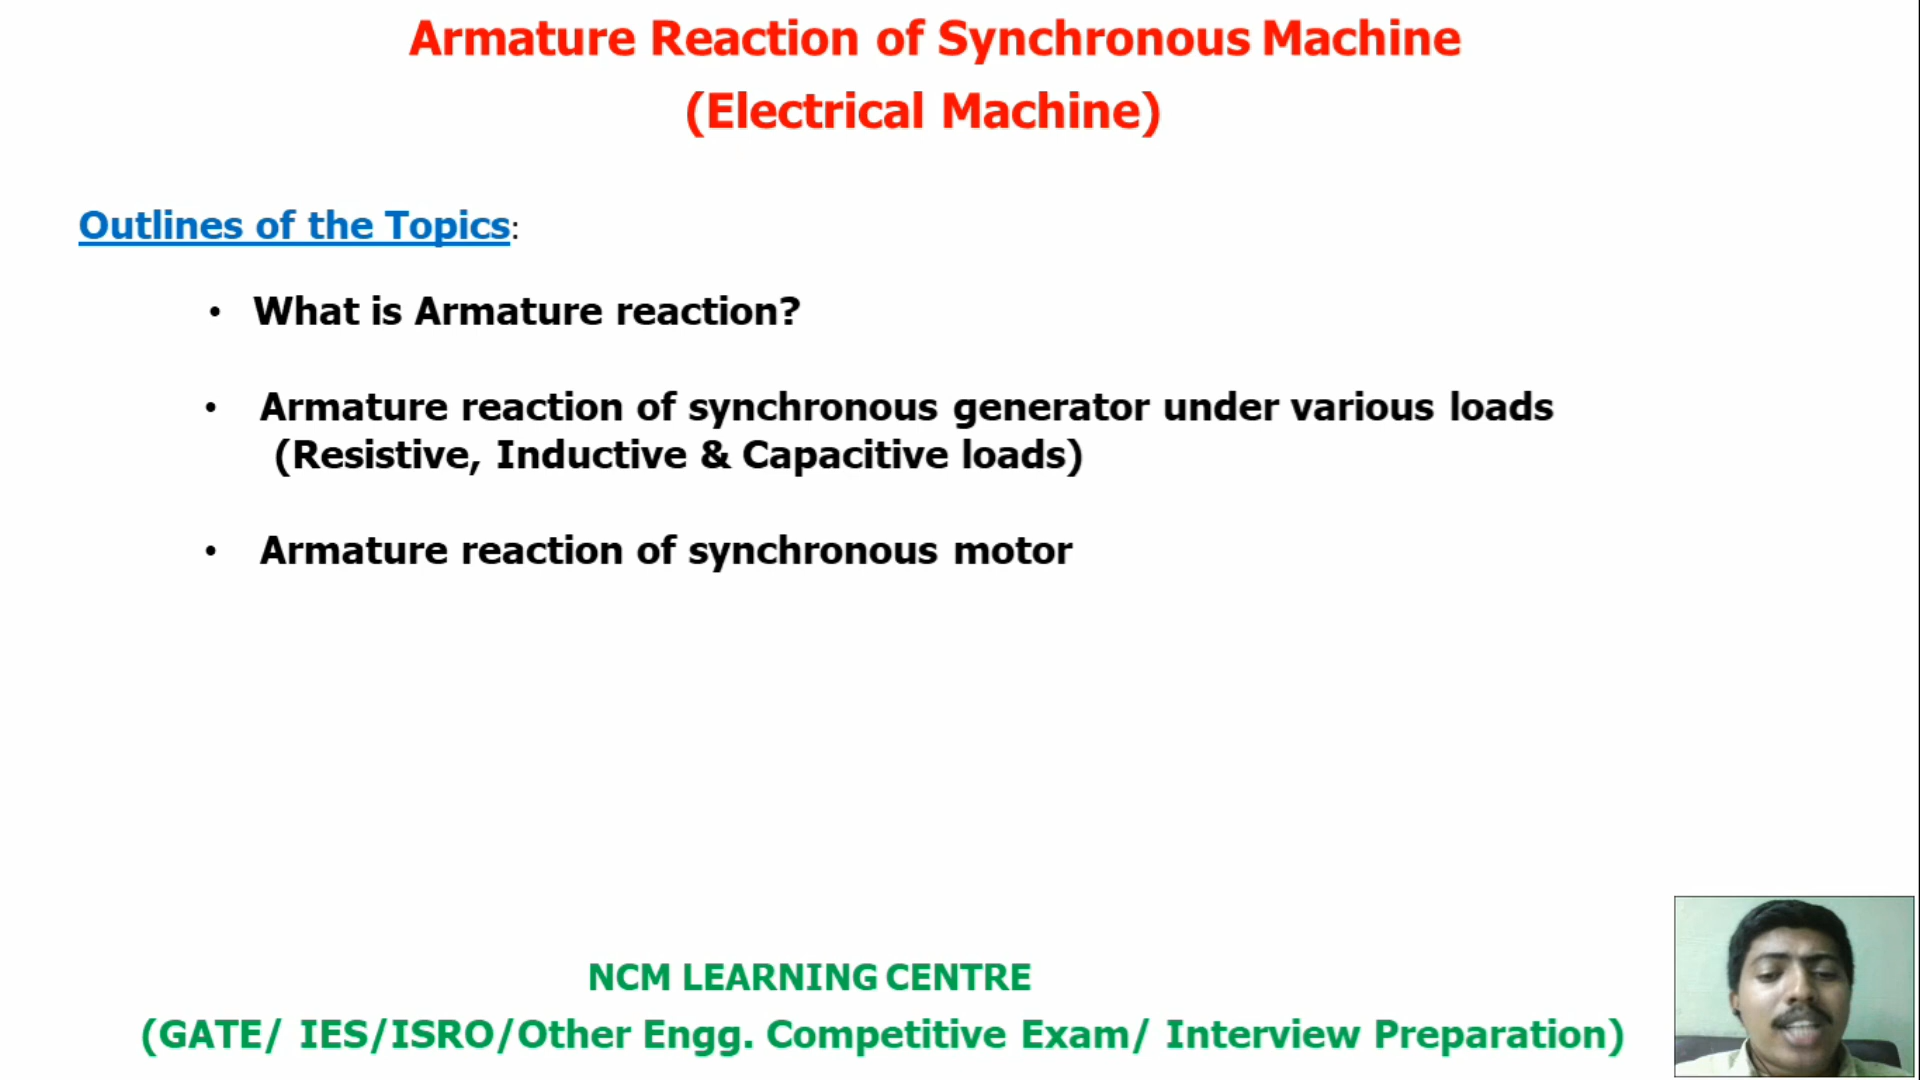 Armature Reaction of Synchronous Machine
(Electrical Machine)
Outlines of the Topics:
• What is Armature reaction?
• Armature reaction of synchronous generator under various loads
(Resistive, Inductive & Capacitive loads)
• Armature reaction of synchronous motor
NCM LEARNING CENTRE
(GATE/ IES/ISRO/Other Engg. Competitive Exam/ Interview Preparation)